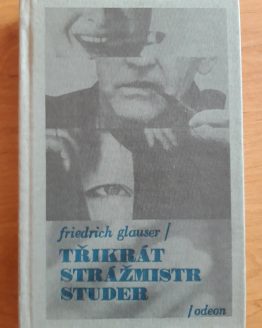 friedrich glauser /
TŘIKRÁT
STRÁŽMISTR
STUDER
/odeon